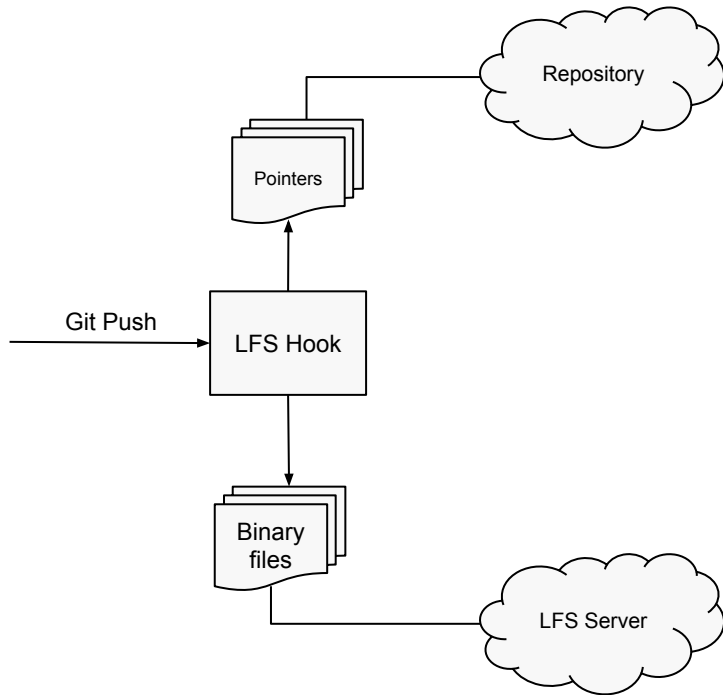 Repository
Pointers
Git Push
LFS Hook
Binary
files
LFS Server